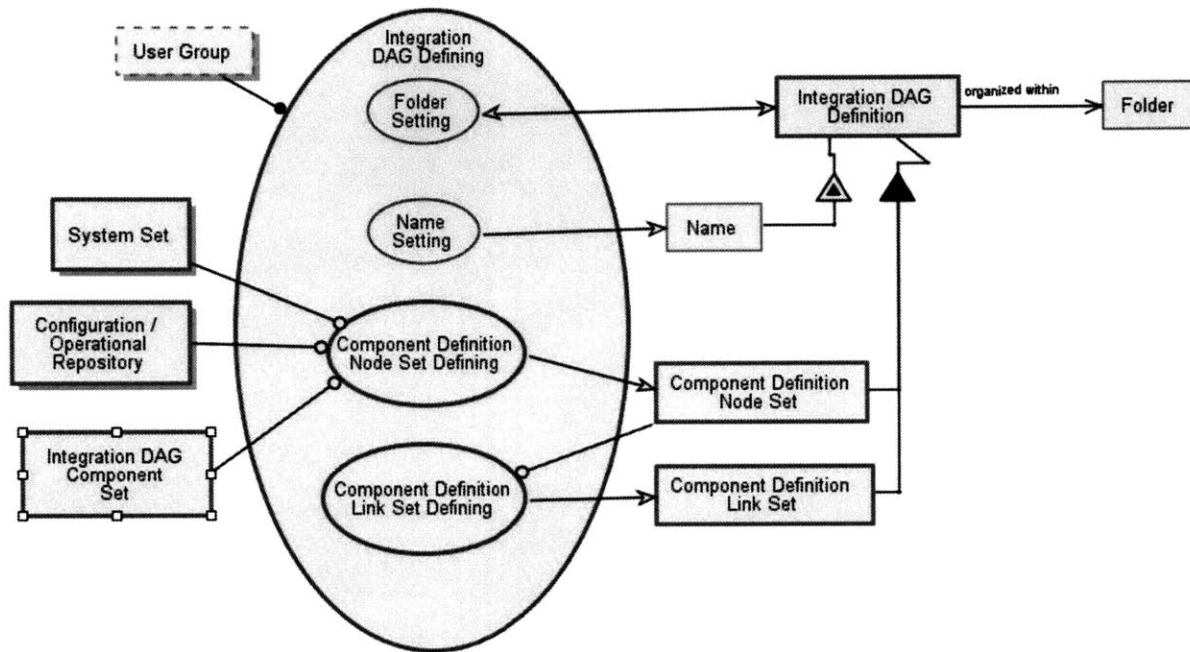 User Group
Integration
DAG Defining
Folder
Setting
Integration DAG
Definition
organized within
Folder
System Set
Name
Setting
Name
Configuration /
Operational
Repository
Component Definition
Node Set Defining
Component Definition
Node Set
Integration DAG
Component
Set
Component Definition
Link Set Defining
Component Definition
Link Set